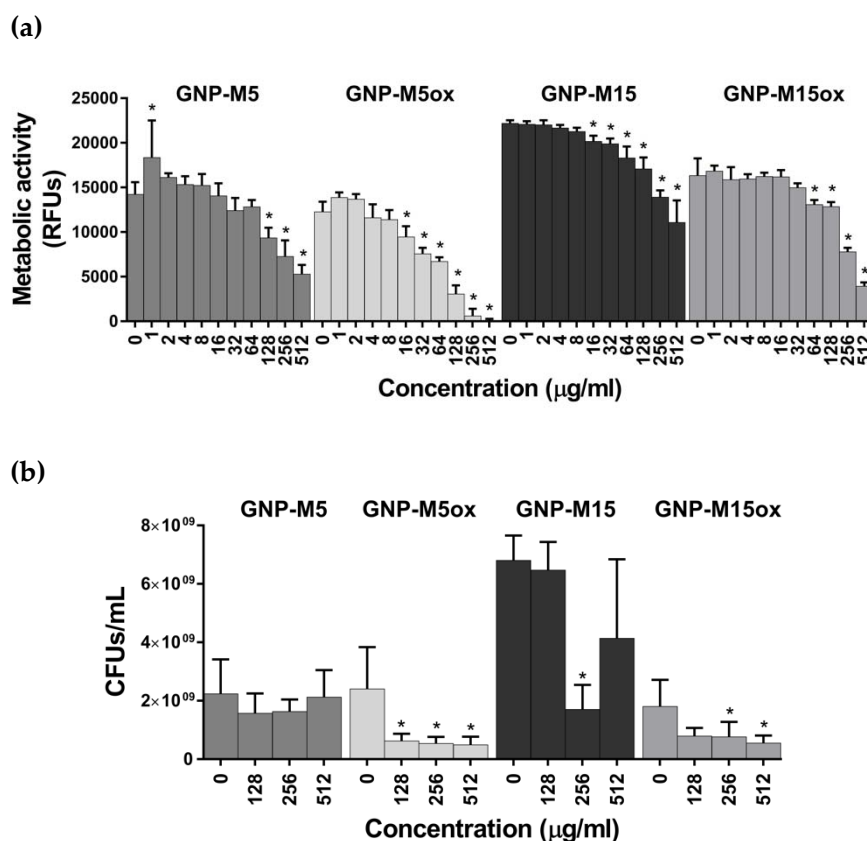 (a)
GNP-M5 GNP-M5ox GNP-M15 GNP-M15ox
Metabolic activity
(RFUs)
25000
20000
15000
10000
5000
0
* * * * * * * * * * * * * * * * * * * *
0 1 2 4 8 16 32 64 128 256 512 0 1 2 4 8 16 32 64 128 256 512 0 1 2 4 8 16 32 64 128 256 512 0 1 2 4 8 16 32 64 128 256 512
Concentration (μg/ml)
(b)
GNP-M5 GNP-M5ox GNP-M15 GNP-M15ox
CFUs/mL
8×10⁰⁹
6×10⁰⁹
4×10⁰⁹
2×10⁰⁹
0
* * * * * *
0 128 256 512 0 128 256 512 0 128 256 512 0 128 256 512
Concentration (μg/ml)